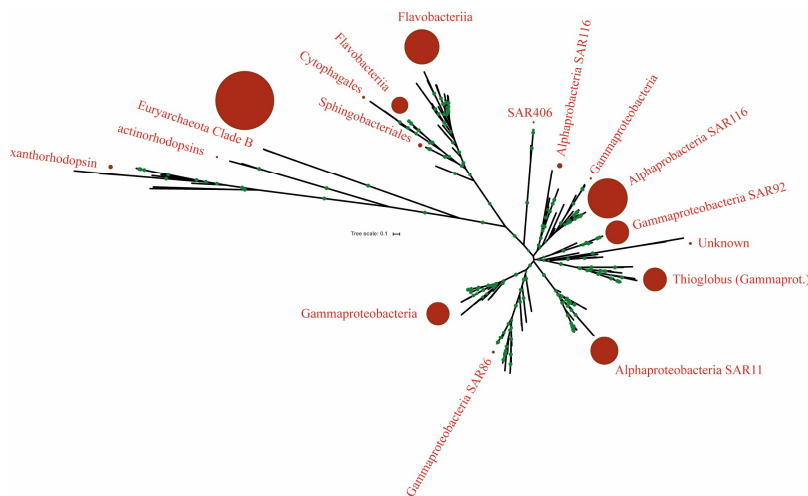 Flavobacteriia
Flavobacteriia
Cytophagales
Sphingobacteriales
Euryarchaeota Clade B
actinorhodopsins
xanthorhodopsin
SAR406
Alphaprobacteria SAR116
Gammaproteobacteria
Alphaprobacteria SAR116
Gammaproteobacteria SAR92
Unknown
Tree scale: 0.1
Thioglobus (Gammaprot.)
Gammaproteobacteria
Alphaproteobacteria SAR11
Gammaproteobacteria SAR86